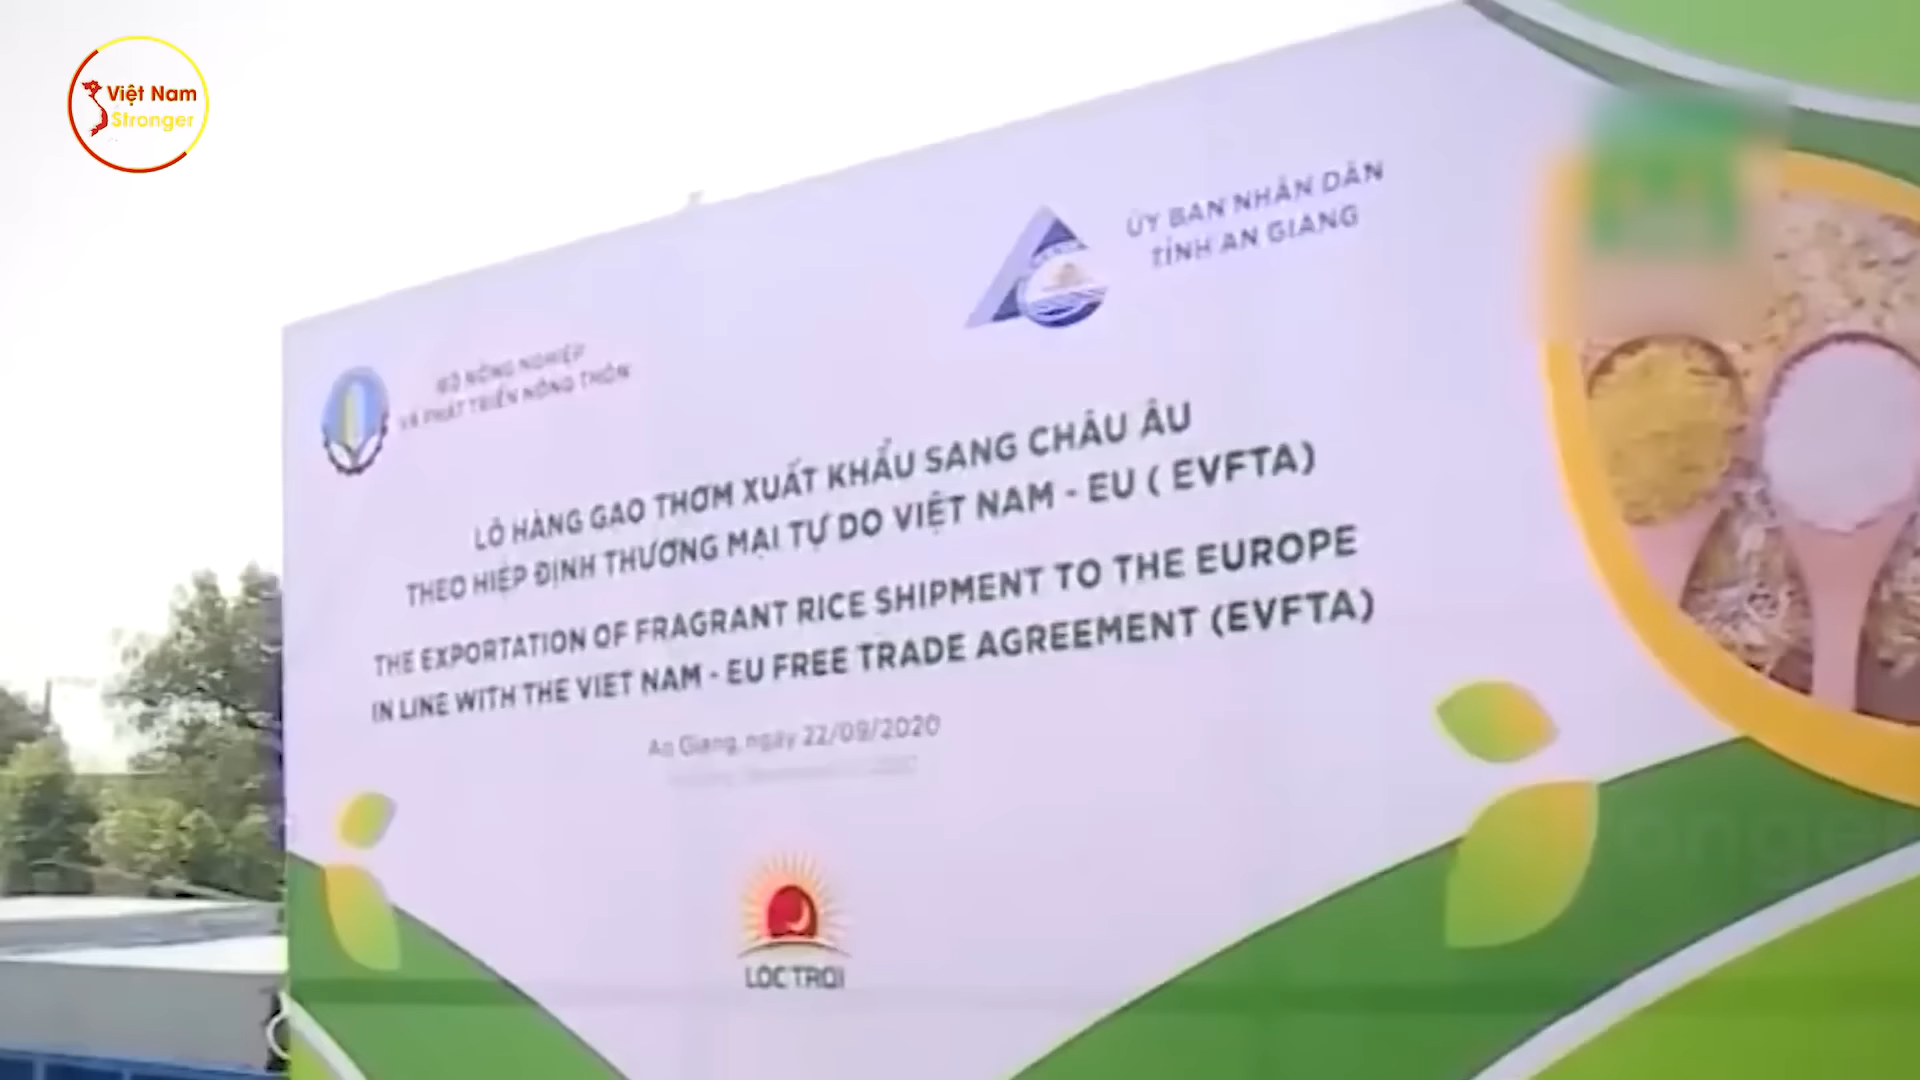 Việt Nam
Stronger
ỦY BAN NHÂN DÂN
TỈNH AN GIANG
BỘ NÔNG NGHIỆP
VÀ PHÁT TRIỂN NÔNG THÔN
LÔ HÀNG GẠO THƠM XUẤT KHẨU SANG CHÂU ÂU
THEO HIỆP ĐỊNH THƯƠNG MẠI TỰ DO VIỆT NAM - EU ( EVFTA)
THE EXPORTATION OF FRAGRANT RICE SHIPMENT TO THE EUROPE
IN LINE WITH THE VIET NAM - EU FREE TRADE AGREEMENT (EVFTA)
An Giang, ngày 22/09/2020
LỘC TRỜI